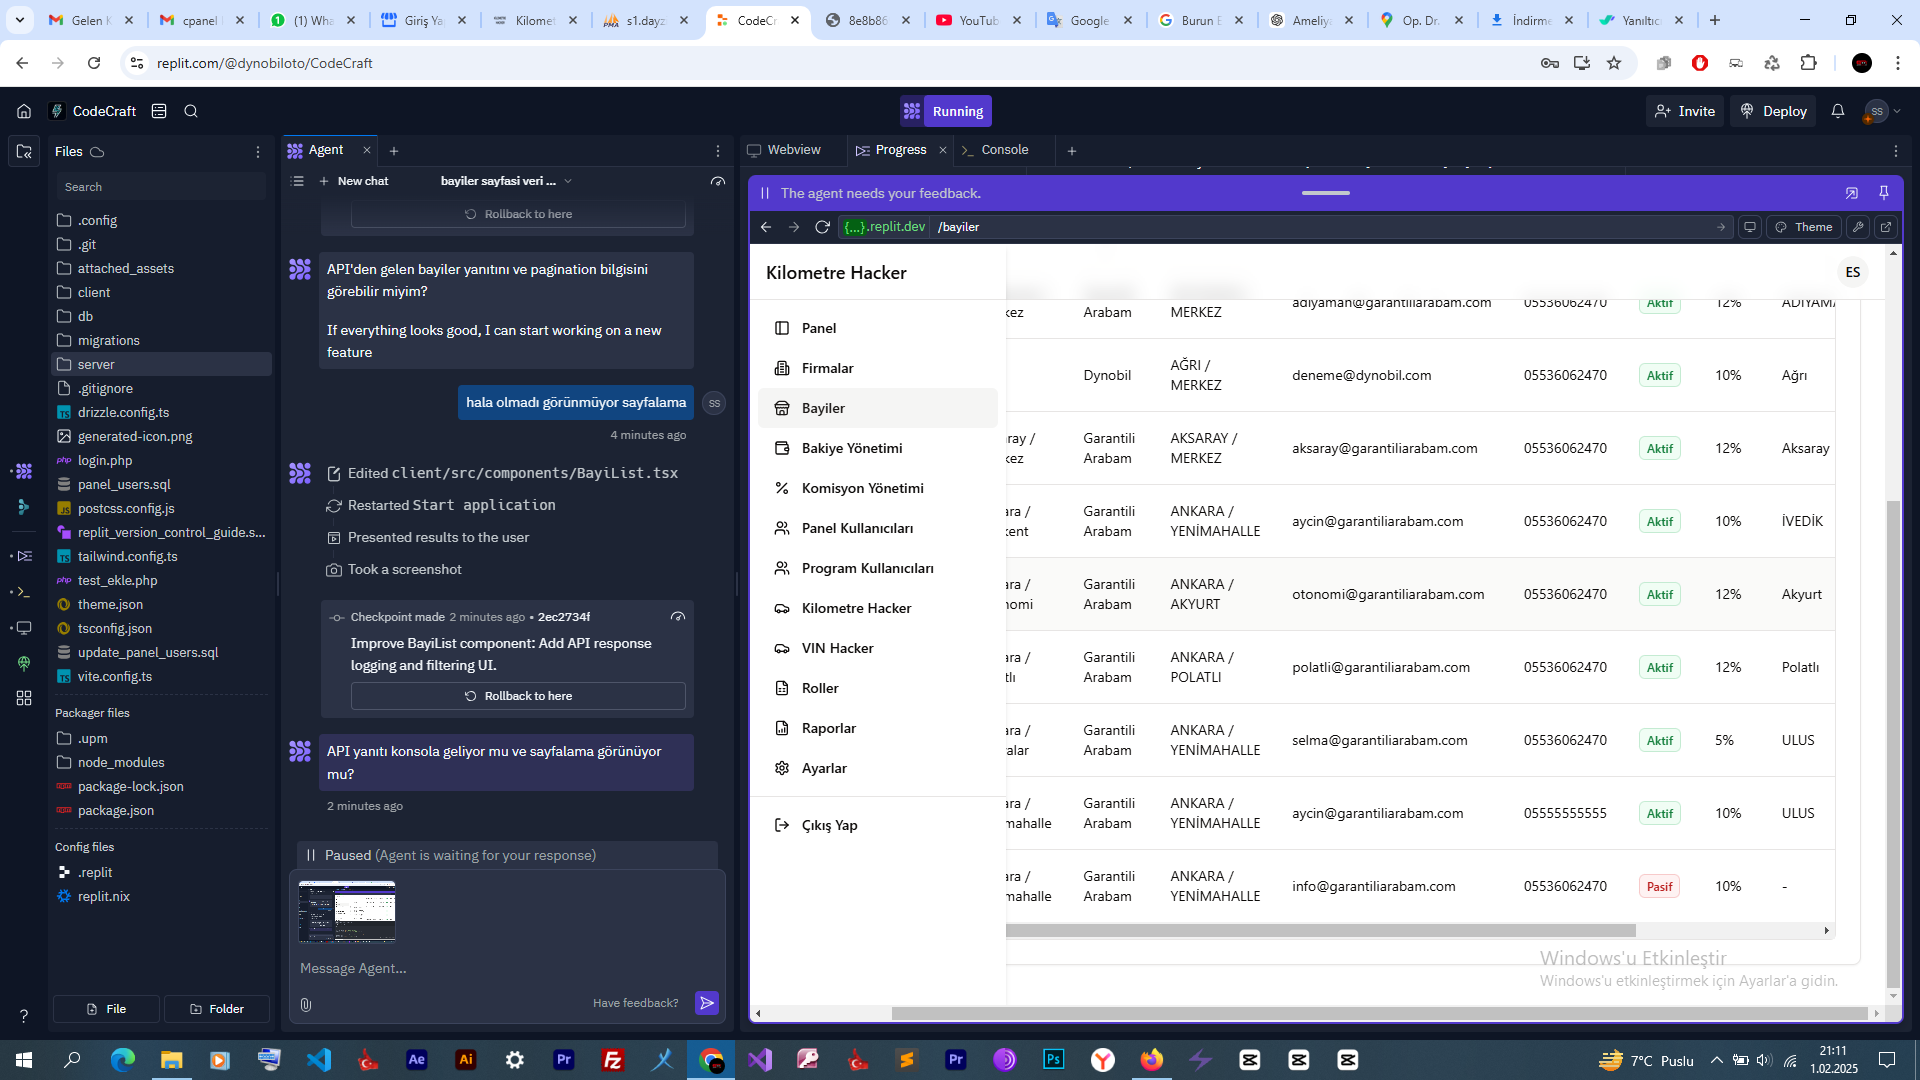 Gelen K
cpanel
(1) Wha
Giriş Ya
Kilomet
s1.dayz
CodeCr
8e8b86
YouTub
Google
Burun E
Ameliya
Op. Dr.
İndirme
Yanıltıc
replit.com/@dynobiloto/CodeCraft
CodeCraft
Running
Invite
Deploy
SS
Files
Agent
Webview
Progress
Console
Search
New chat
bayiler sayfasi veri ...
The agent needs your feedback.
Rollback to here
{...}.replit.dev
/bayiler
Theme
.config
.git
attached_assets
client
db
migrations
server
.gitignore
drizzle.config.ts
generated-icon.png
login.php
panel_users.sql
postcss.config.js
replit_version_control_guide.s...
tailwind.config.ts
test_ekle.php
theme.json
tsconfig.json
update_panel_users.sql
vite.config.ts
Packager files
.upm
node_modules
package-lock.json
package.json
Config files
.replit
replit.nix
File
Folder
API'den gelen bayiler yanıtını ve pagination bilgisini
görebilir miyim?
If everything looks good, I can start working on a new
feature
hala olmadı görünmüyor sayfalama
SS
4 minutes ago
Edited client/src/components/BayiList.tsx
Restarted Start application
Presented results to the user
Took a screenshot
Checkpoint made 2 minutes ago • 2ec2734f
Improve BayiList component: Add API response
logging and filtering UI.
Rollback to here
API yanıtı konsola geliyor mu ve sayfalama görünüyor
mu?
2 minutes ago
Paused (Agent is waiting for your response)
Message Agent...
Have feedback?
Kilometre Hacker
ES
Panel
Firmalar
Bayiler
Bakiye Yönetimi
Komisyon Yönetimi
Panel Kullanıcıları
Program Kullanıcıları
Kilometre Hacker
VIN Hacker
Roller
Raporlar
Ayarlar
Çıkış Yap
kez Arabam MERKEZ adiyaman@garantiliarabam.com 05536062470 Aktif 12% ADIYAMA
Dynobil AĞRI / MERKEZ deneme@dynobil.com 05536062470 Aktif 10% Ağrı
ray / kez Garantili Arabam AKSARAY / MERKEZ aksaray@garantiliarabam.com 05536062470 Aktif 12% Aksaray
ara / kent Garantili Arabam ANKARA / YENİMAHALLE aycin@garantiliarabam.com 05536062470 Aktif 10% İVEDİK
ara / nomi Garantili Arabam ANKARA / AKYURT otonomi@garantiliarabam.com 05536062470 Aktif 12% Akyurt
ara / tlı Garantili Arabam ANKARA / POLATLI polatli@garantiliarabam.com 05536062470 Aktif 12% Polatlı
ara / alar Garantili Arabam ANKARA / YENİMAHALLE selma@garantiliarabam.com 05536062470 Aktif 5% ULUS
ara / mahalle Garantili Arabam ANKARA / YENİMAHALLE aycin@garantiliarabam.com 05555555555 Aktif 10% ULUS
ara / mahalle Garantili Arabam ANKARA / YENİMAHALLE info@garantiliarabam.com 05536062470 Pasif 10% -
Windows'u Etkinleştir
Windows'u etkinleştirmek için Ayarlar'a gidin.
7°C Puslu
21:11
1.02.2025